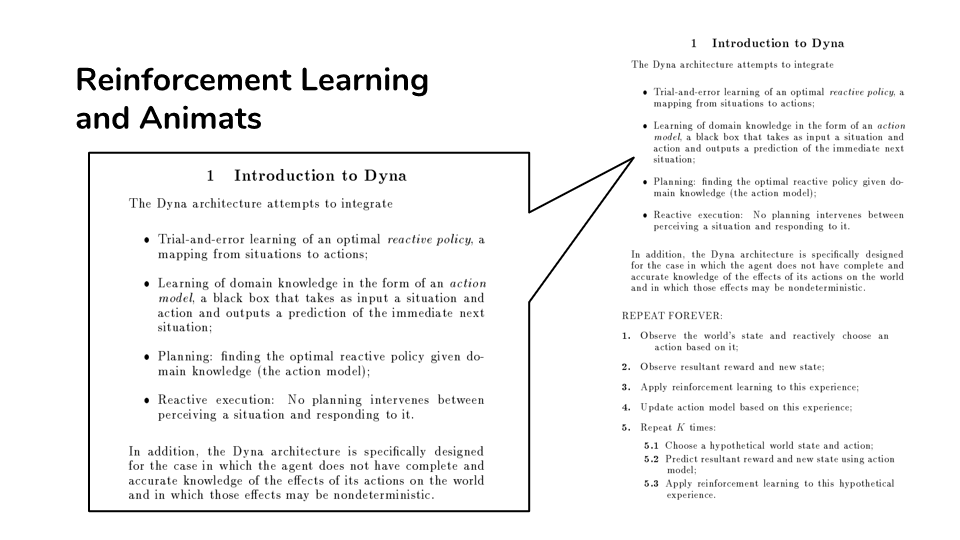 Reinforcement Learning
and Animats
1 Introduction to Dyna
The Dyna architecture attempts to integrate
• Trial-and-error learning of an optimal reactive policy, a
mapping from situations to actions;
• Learning of domain knowledge in the form of an action
model, a black box that takes as input a situation and
action and outputs a prediction of the immediate next
situation;
• Planning: finding the optimal reactive policy given do-
main knowledge (the action model);
• Reactive execution: No planning intervenes between
perceiving a situation and responding to it.
In addition, the Dyna architecture is specifically designed
for the case in which the agent does not have complete and
accurate knowledge of the effects of its actions on the world
and in which those effects may be nondeterministic.
1 Introduction to Dyna
The Dyna architecture attempts to integrate
• Trial-and-error learning of an optimal reactive policy, a
mapping from situations to actions;
• Learning of domain knowledge in the form of an action
model, a black box that takes as input a situation and
action and outputs a prediction of the immediate next
situation;
• Planning: finding the optimal reactive policy given do-
main knowledge (the action model);
• Reactive execution: No planning intervenes between
perceiving a situation and responding to it.
In addition, the Dyna architecture is specifically designed
for the case in which the agent does not have complete and
accurate knowledge of the effects of its actions on the world
and in which those effects may be nondeterministic.
REPEAT FOREVER:
1. Observe the world's state and reactively choose an
action based on it;
2. Observe resultant reward and new state;
3. Apply reinforcement learning to this experience;
4. Update action model based on this experience;
5. Repeat K times:
5.1 Choose a hypothetical world state and action;
5.2 Predict resultant reward and new state using action
model;
5.3 Apply reinforcement learning to this hypothetical
experience.